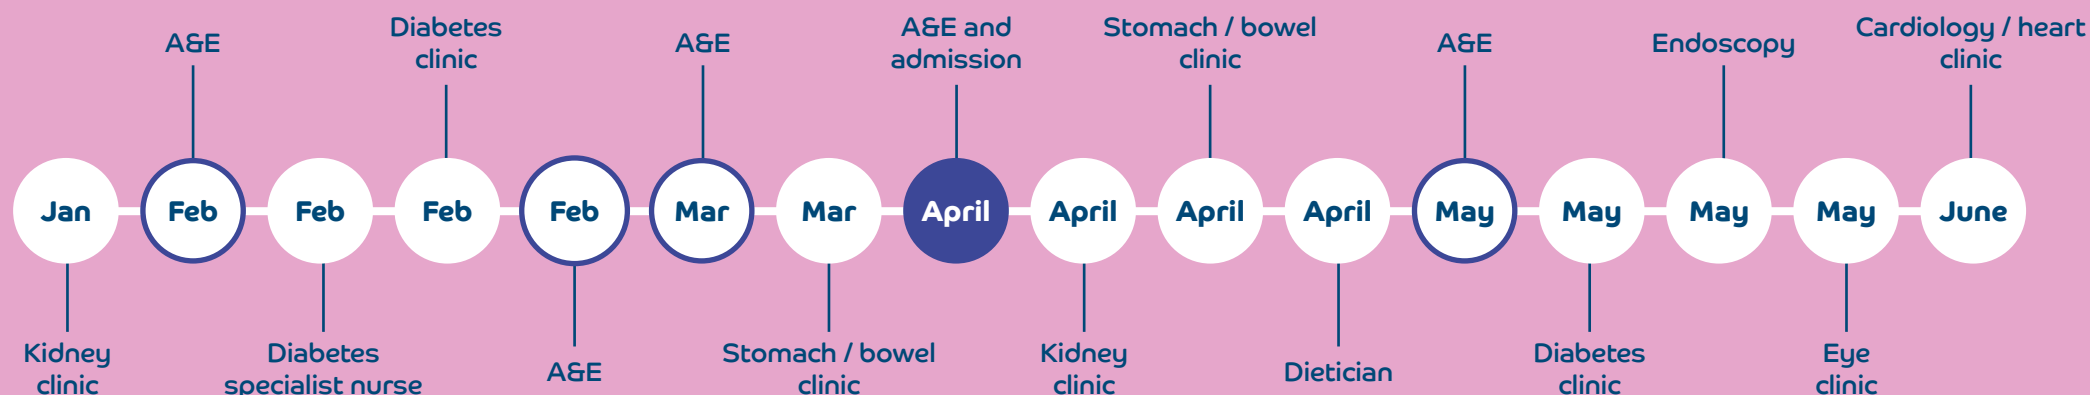 A&E
Diabetes
clinic
A&E
A&E and
admission
Stomach / bowel
clinic
A&E
Endoscopy
Cardiology / heart
clinic
Jan
Feb
Feb
Feb
Feb
Mar
Mar
April
April
April
April
May
May
May
May
June
Kidney
clinic
Diabetes
specialist nurse
A&E
Stomach / bowel
clinic
Kidney
clinic
Dietician
Diabetes
clinic
Eye
clinic